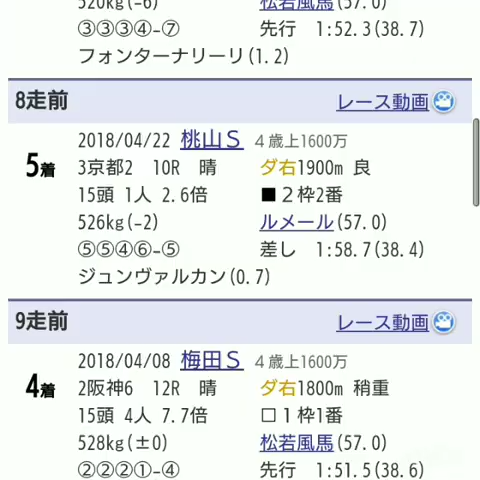 520kg(-6) 松若風馬(57.0)
③③③④-⑦ 先行 1:52.3(38.7)
フォンターナリーリ(1.2)
8走前 レース動画
2018/04/22 桃山S 4歳上1600万
5着 3京都2 10R 晴 ダ右1900m 良
15頭 1人 2.6倍 ■2枠2番
526kg(-2) ルメール(57.0)
⑤⑤④⑥-⑤ 差し 1:58.7(38.4)
ジュンヴァルカン(0.7)
9走前 レース動画
2018/04/08 梅田S 4歳上1600万
4着 2阪神6 12R 晴 ダ右1800m 稍重
15頭 4人 7.7倍 □1枠1番
528kg(±0) 松若風馬(57.0)
②②②①-④ 先行 1:51.5(38.6)